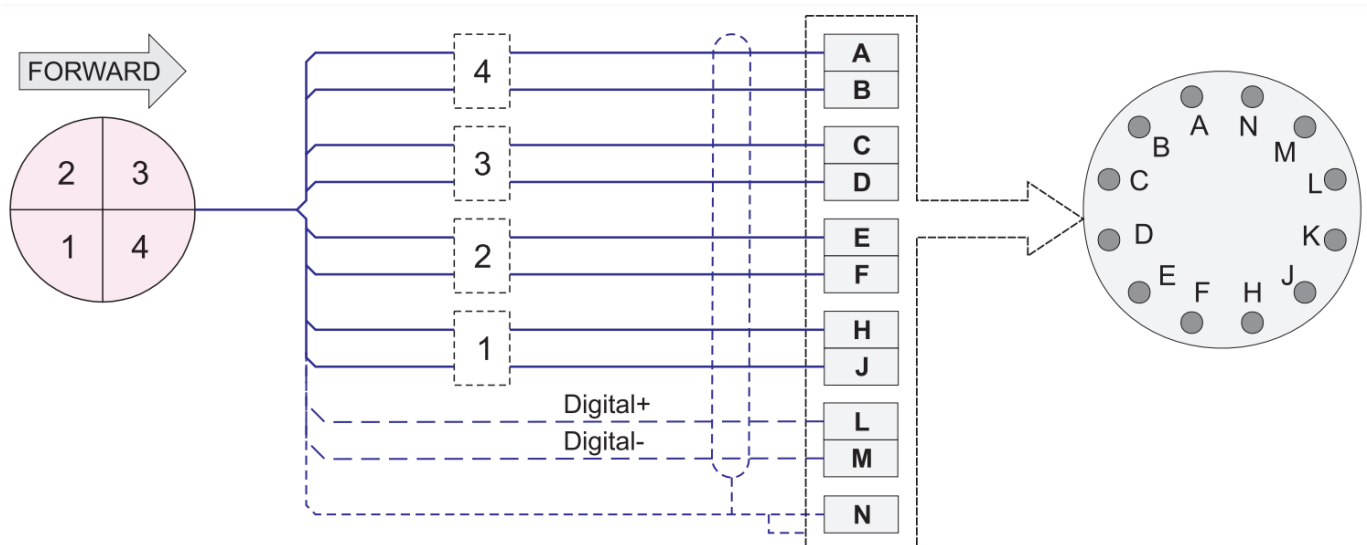 FORWARD
2 3
1 4
4
3
2
1
Digital+
Digital-
A
B
C
D
E
F
H
J
L
M
N
A N
B M
C L
D K
E J
F H